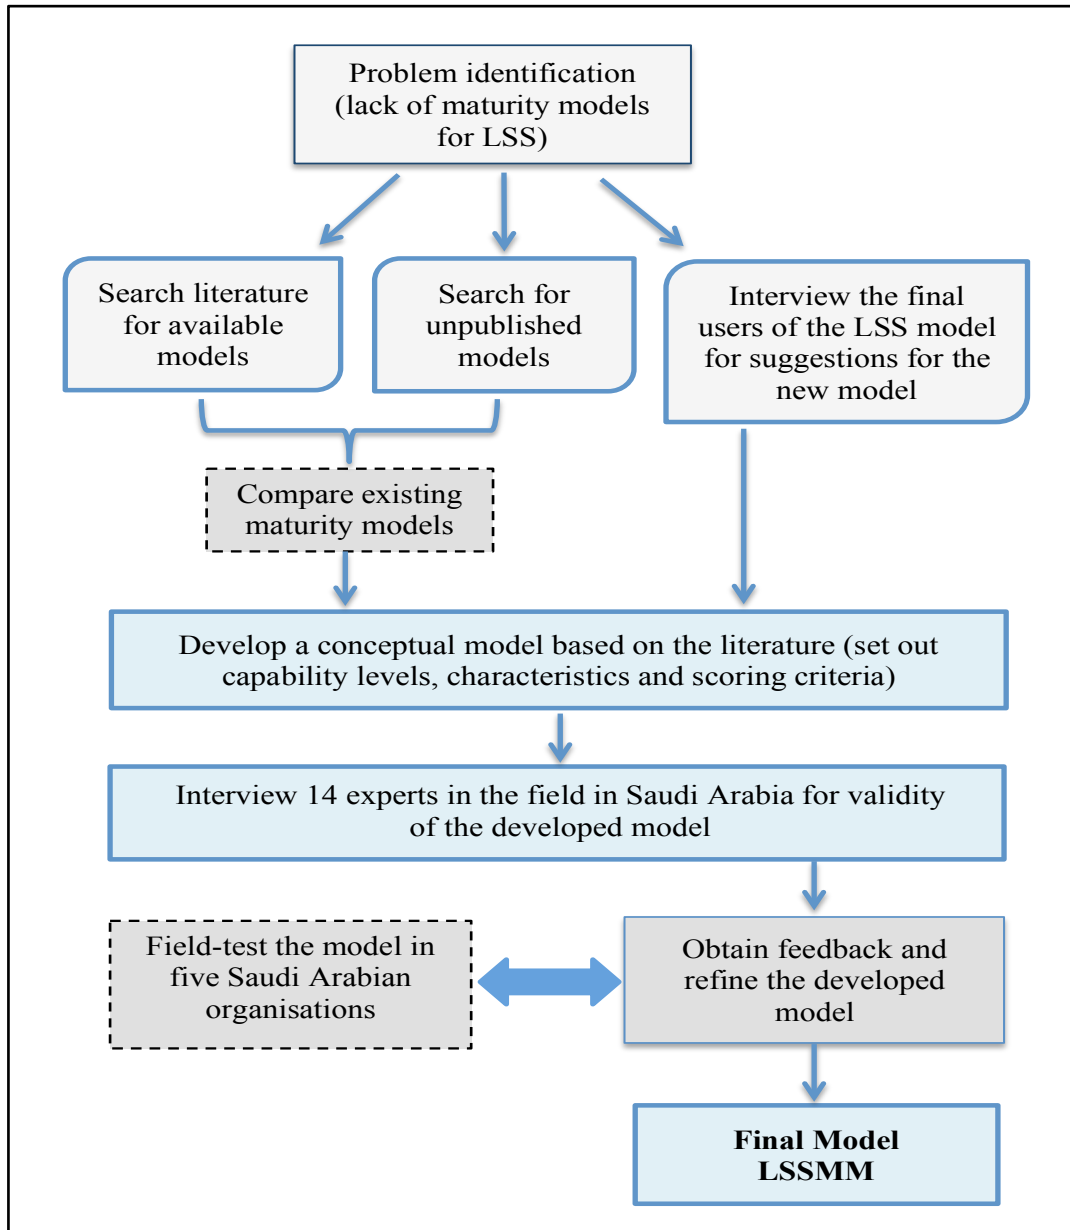 Problem identification
(lack of maturity models
for LSS)
Search literature
for available
models
Search for
unpublished
models
Interview the final
users of the LSS model
for suggestions for the
new model
Compare existing
maturity models
Develop a conceptual model based on the literature (set out
capability levels, characteristics and scoring criteria)
Interview 14 experts in the field in Saudi Arabia for validity
of the developed model
Field-test the model in
five Saudi Arabian
organisations
Obtain feedback and
refine the developed
model
Final Model
LSSMM